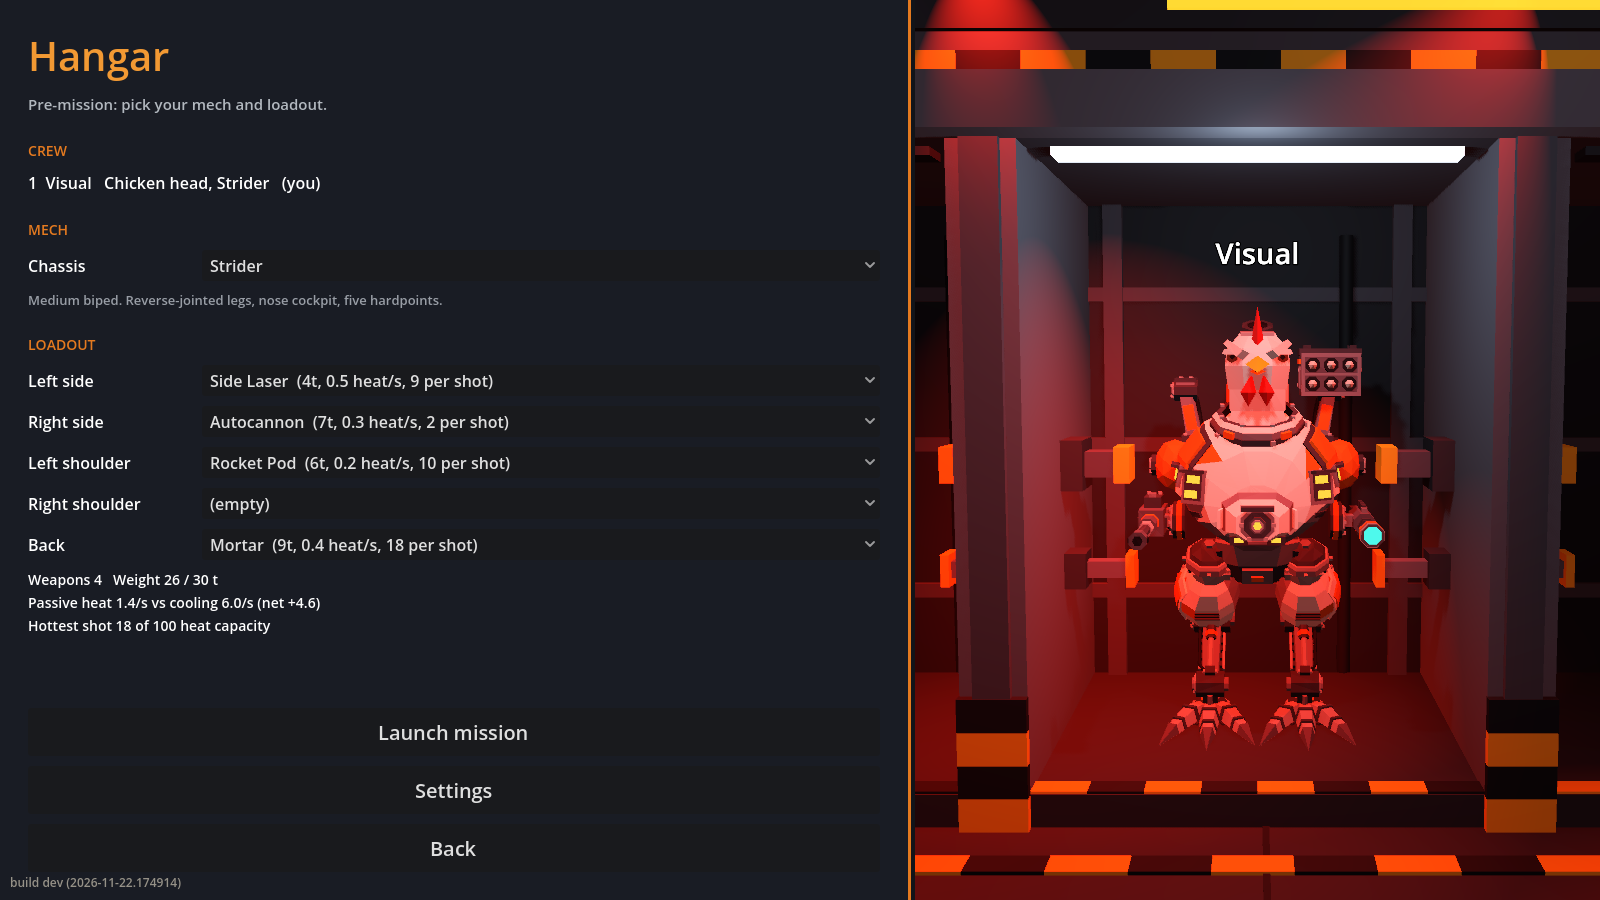 Hangar
Pre-mission: pick your mech and loadout.
CREW
1 Visual Chicken head, Strider (you)
MECH
Chassis Strider
Medium biped. Reverse-jointed legs, nose cockpit, five hardpoints.
LOADOUT
Left side Side Laser (4t, 0.5 heat/s, 9 per shot)
Right side Autocannon (7t, 0.3 heat/s, 2 per shot)
Left shoulder Rocket Pod (6t, 0.2 heat/s, 10 per shot)
Right shoulder (empty)
Back Mortar (9t, 0.4 heat/s, 18 per shot)
Weapons 4 Weight 26 / 30 t
Passive heat 1.4/s vs cooling 6.0/s (net +4.6)
Hottest shot 18 of 100 heat capacity
Launch mission
Settings
Back
build dev (2026-11-22.174914)
Visual